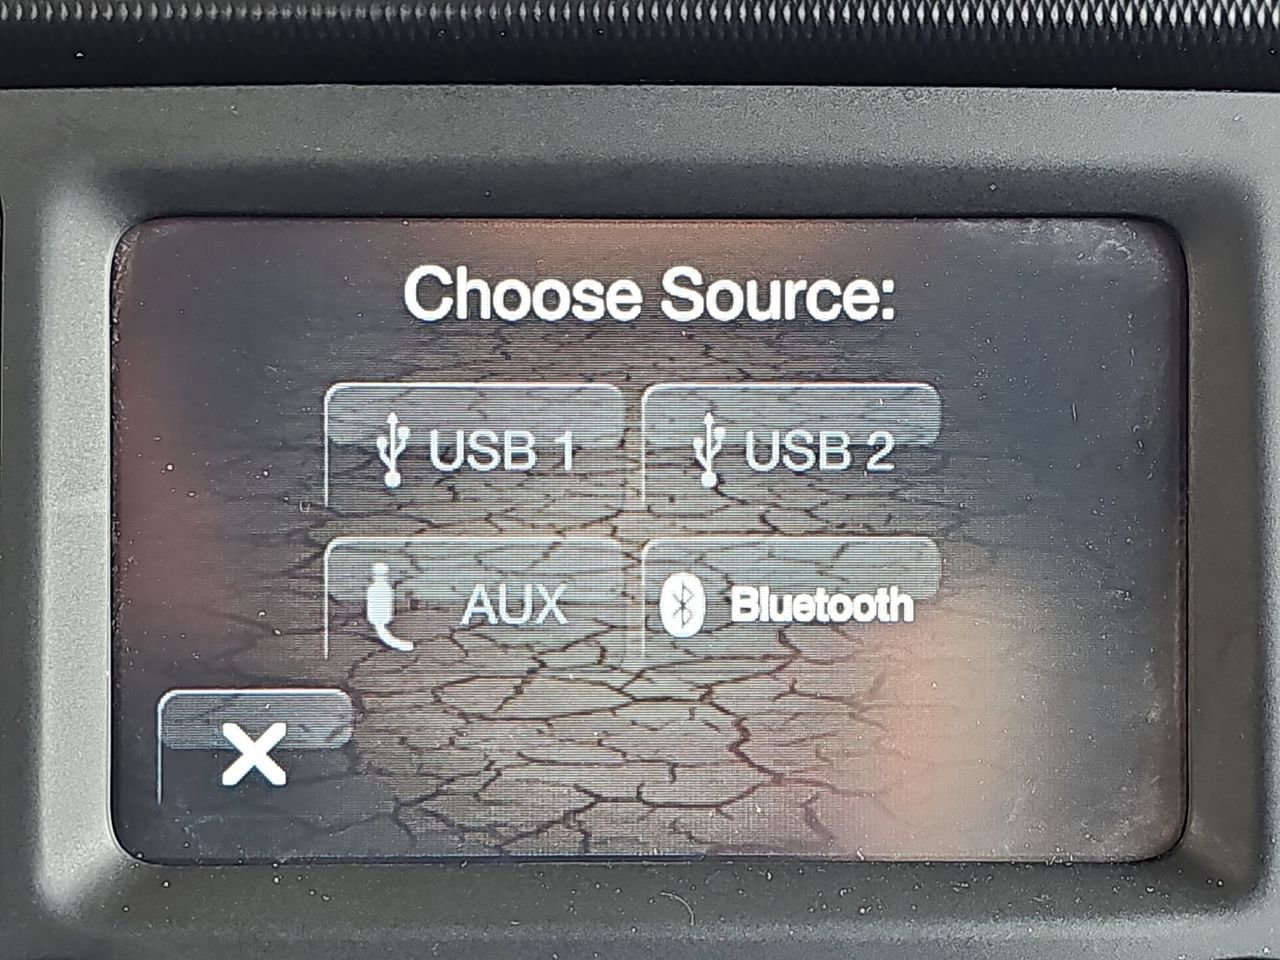 Choose Source:
USB 1
USB 2
AUX
Bluetooth